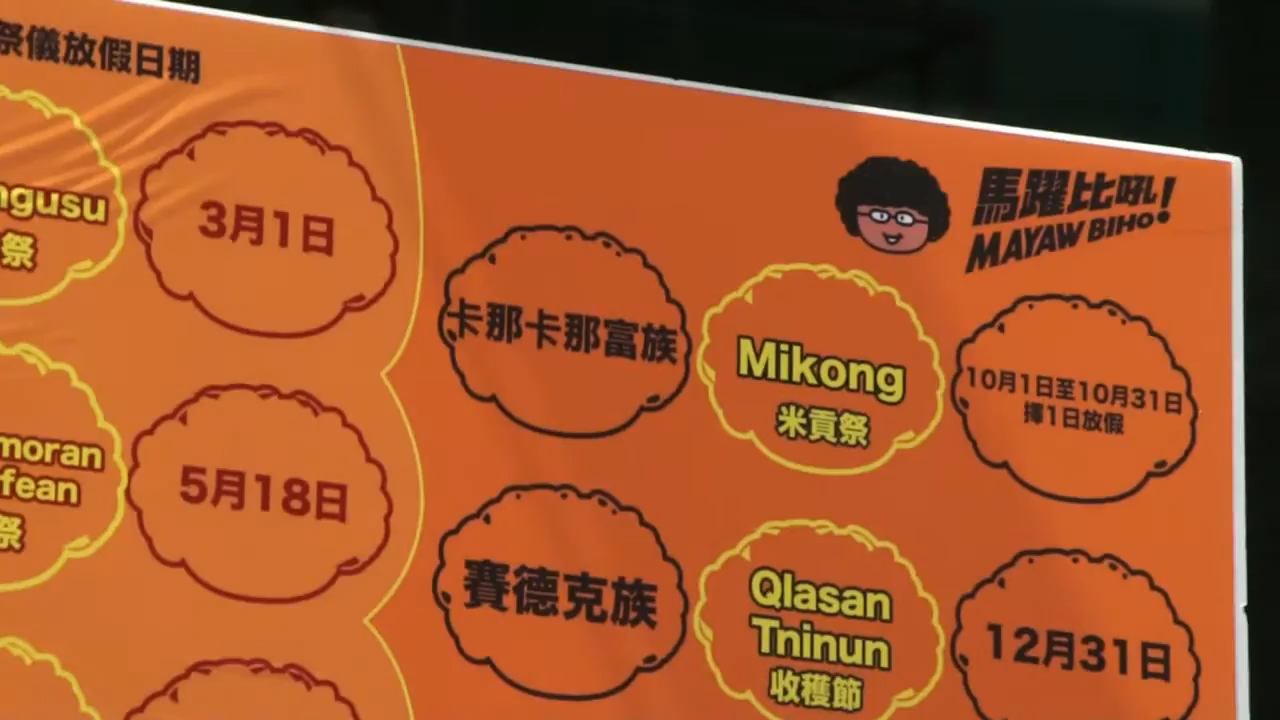 祭儀放假日期
ngusu
祭
3月1日
moran
fean
祭
5月18日
馬躍比吼!
MAYAW BIHO
卡那卡那富族
Mikong
米貢祭
10月1日至10月31日
擇1日放假
賽德克族
Qlasan
Tninun
收穫節
12月31日